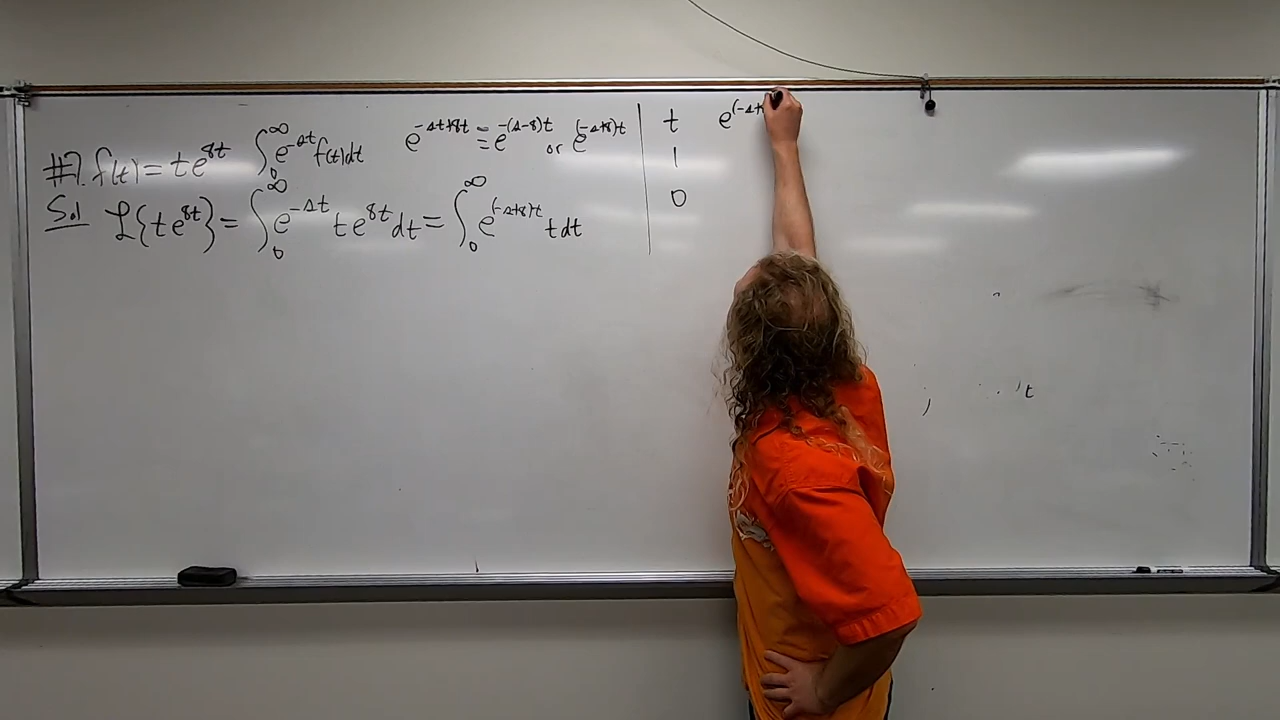 #7. f(t) = te^{8t} ∫_0^∞ e^{-st} f(t)dt e^{-st+8t} = e^{-(s-8)t} or e^{(-s+8)t}
Sol ℒ{te^{8t}} = ∫_0^∞ e^{-st} t e^{8t} dt = ∫_0^∞ e^{(-s+8)t} t dt
t e^{(-s+
1
0
t